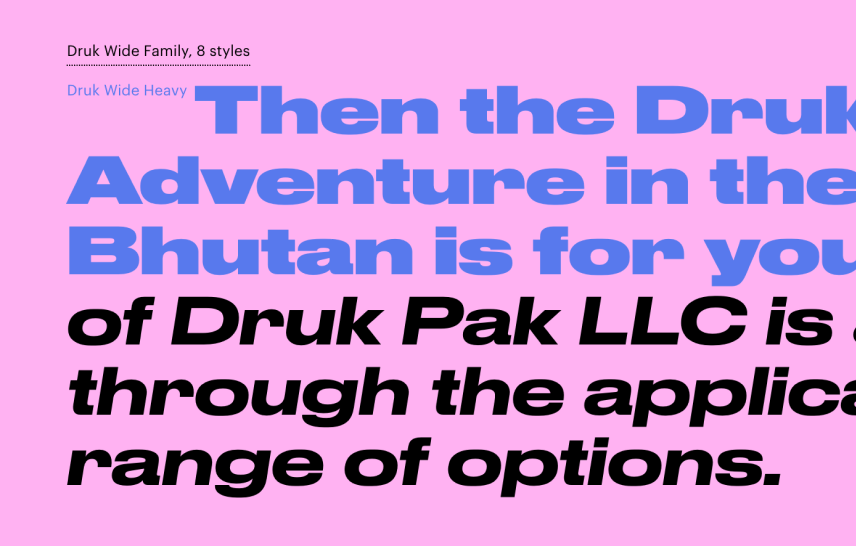 Druk Wide Family, 8 styles
Druk Wide Heavy
Then the Druk
Adventure in the
Bhutan is for you
of Druk Pak LLC is
through the applica
range of options.